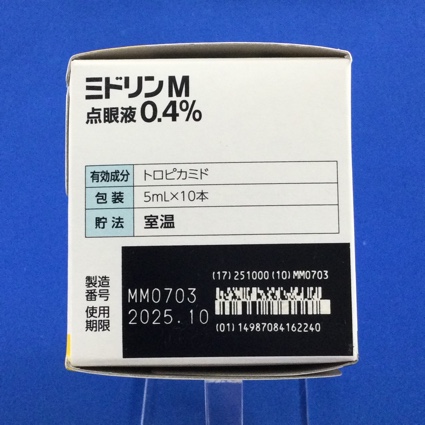 ミドリンM
点眼液0.4%
有効成分 トロピカミド
包装 5mL×10本
貯法 室温
(17)251000(10)MM0703
製造番号 MM0703
使用期限 2025.10
(01)14987084162240